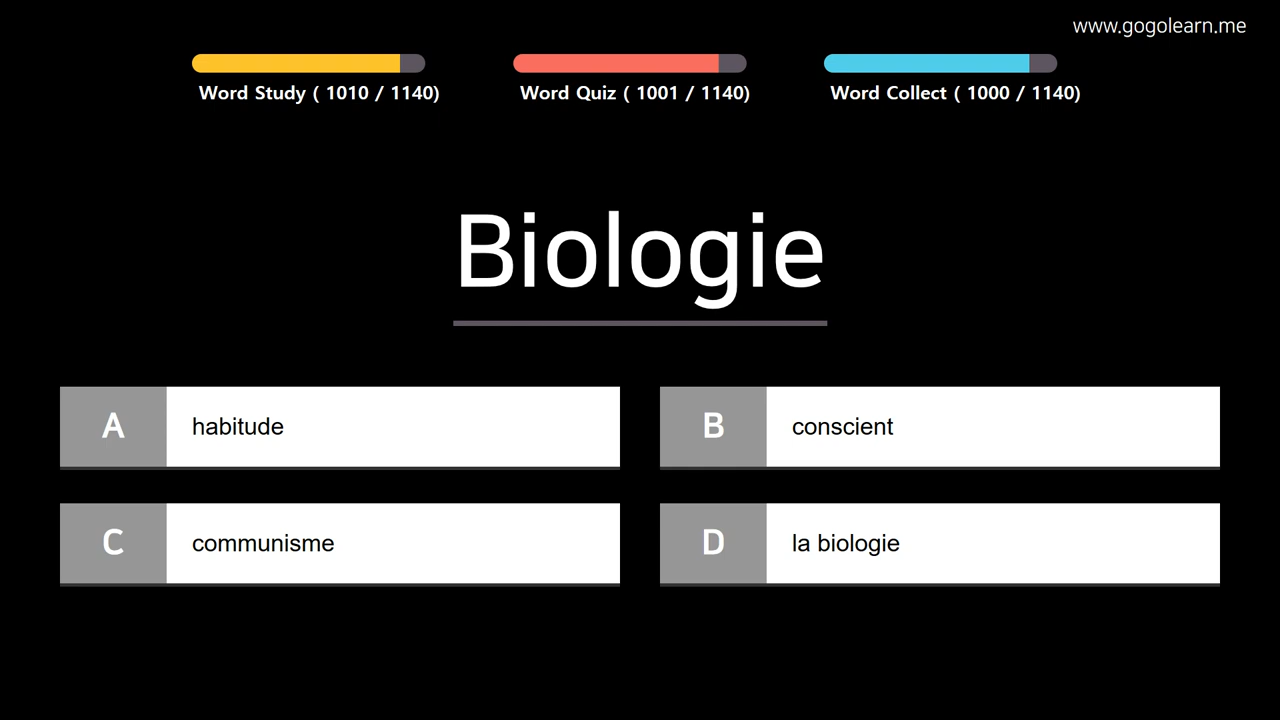 www.gogolearn.me
Word Study ( 1010 / 1140)
Word Quiz ( 1001 / 1140)
Word Collect ( 1000 / 1140)
Biologie
A habitude
B conscient
C communisme
D la biologie